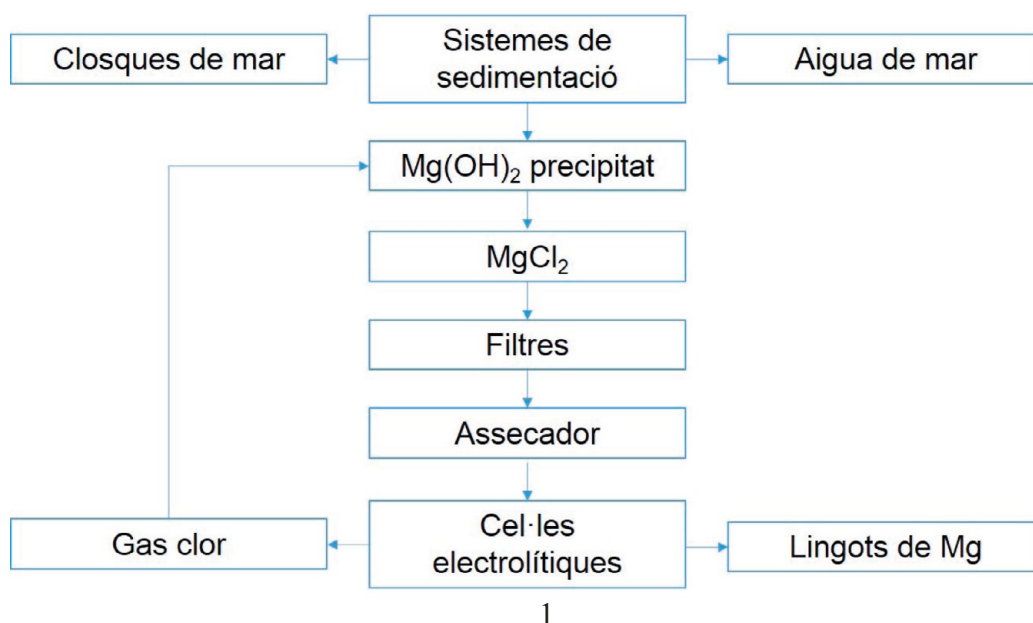 Closques de mar
Sistemes de
sedimentació
Aigua de mar
Mg(OH)₂ precipitat
MgCl₂
Filtres
Assecador
Gas clor
Cel·les
electrolítiques
Lingots de Mg
1